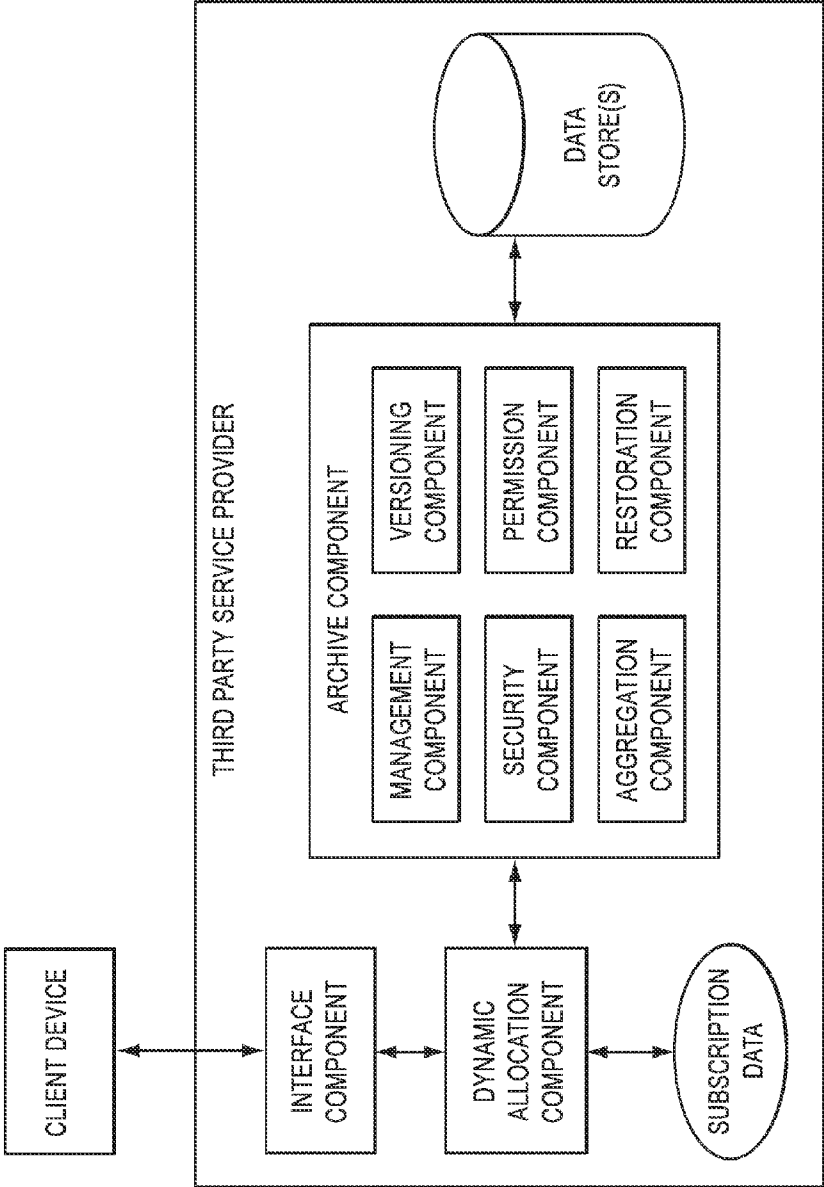 CLIENT DEVICE
THIRD PARTY SERVICE PROVIDER
INTERFACE
COMPONENT
DYNAMIC
ALLOCATION
COMPONENT
SUBSCRIPTION
DATA
ARCHIVE COMPONENT
MANAGEMENT
COMPONENT
VERSIONING
COMPONENT
SECURITY
COMPONENT
PERMISSION
COMPONENT
AGGREGATION
COMPONENT
RESTORATION
COMPONENT
DATA
STORE(S)